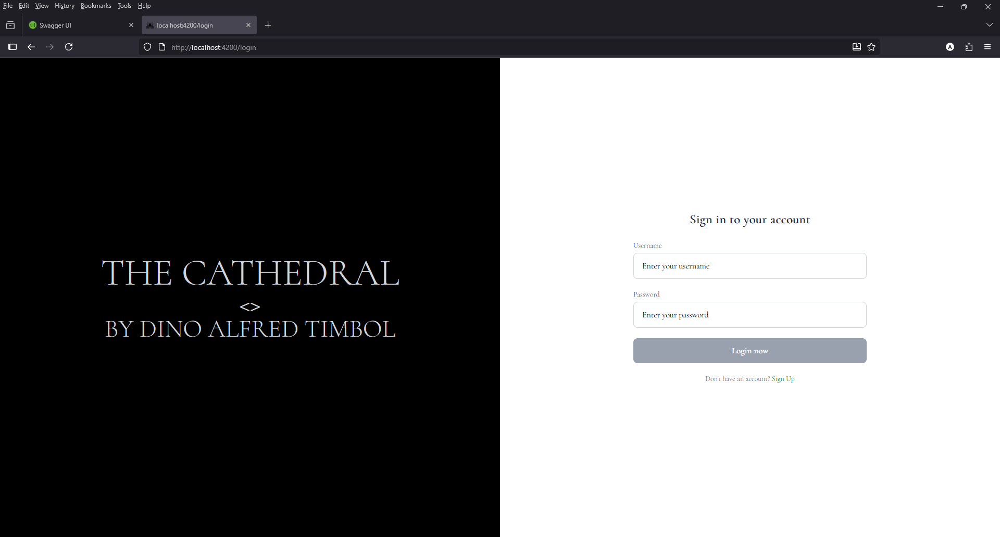 File Edit View History Bookmarks Tools Help
Swagger UI
localhost:4200/login
http://localhost:4200/login
A
THE CATHEDRAL
<>
BY DINO ALFRED TIMBOL
Sign in to your account
Username
Enter your username
Password
Enter your password
Login now
Don't have an account? Sign Up